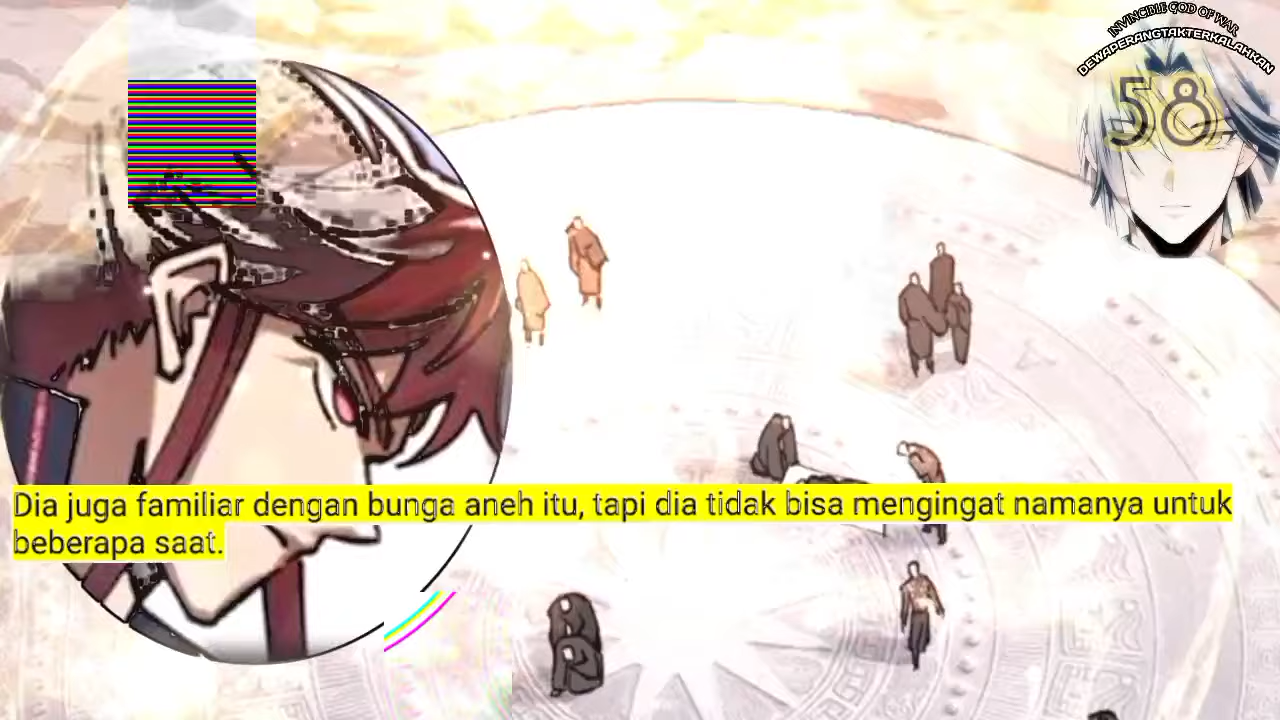 INVINCIBLE GOD OF WAR
DEWAPERANGTAKTERKALAHKAN
58
Dia juga familiar dengan bunga aneh itu, tapi dia tidak bisa mengingat namanya untuk
beberapa saat.